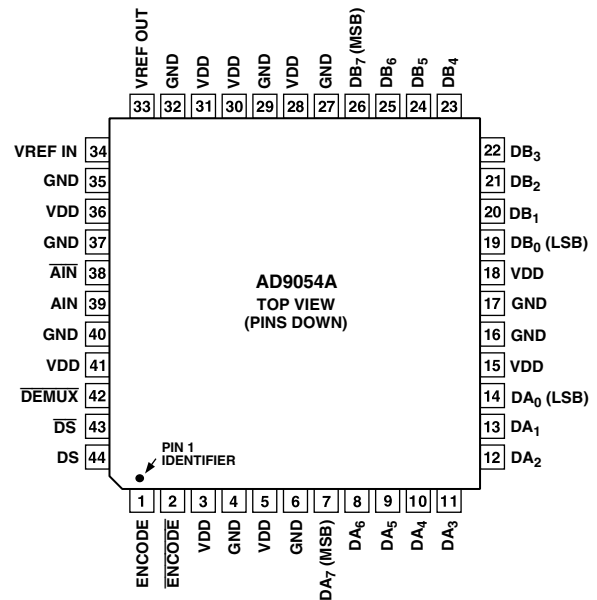 VREF OUT
GND
VDD
VDD
GND
VDD
GND
DB₇ (MSB)
DB₆
DB₅
DB₄
33 32 31 30 29 28 27 26 25 24 23
VREF IN 34
GND 35
VDD 36
GND 37
A̅I̅N̅ 38
AIN 39
GND 40
VDD 41
D̅E̅M̅U̅X̅ 42
D̅S̅ 43
DS 44
AD9054A
TOP VIEW
(PINS DOWN)
PIN 1
IDENTIFIER
22 DB₃
21 DB₂
20 DB₁
19 DB₀ (LSB)
18 VDD
17 GND
16 GND
15 VDD
14 DA₀ (LSB)
13 DA₁
12 DA₂
1 2 3 4 5 6 7 8 9 10 11
ENCODE
E̅N̅C̅O̅D̅E̅
VDD
GND
VDD
GND
DA₇ (MSB)
DA₆
DA₅
DA₄
DA₃